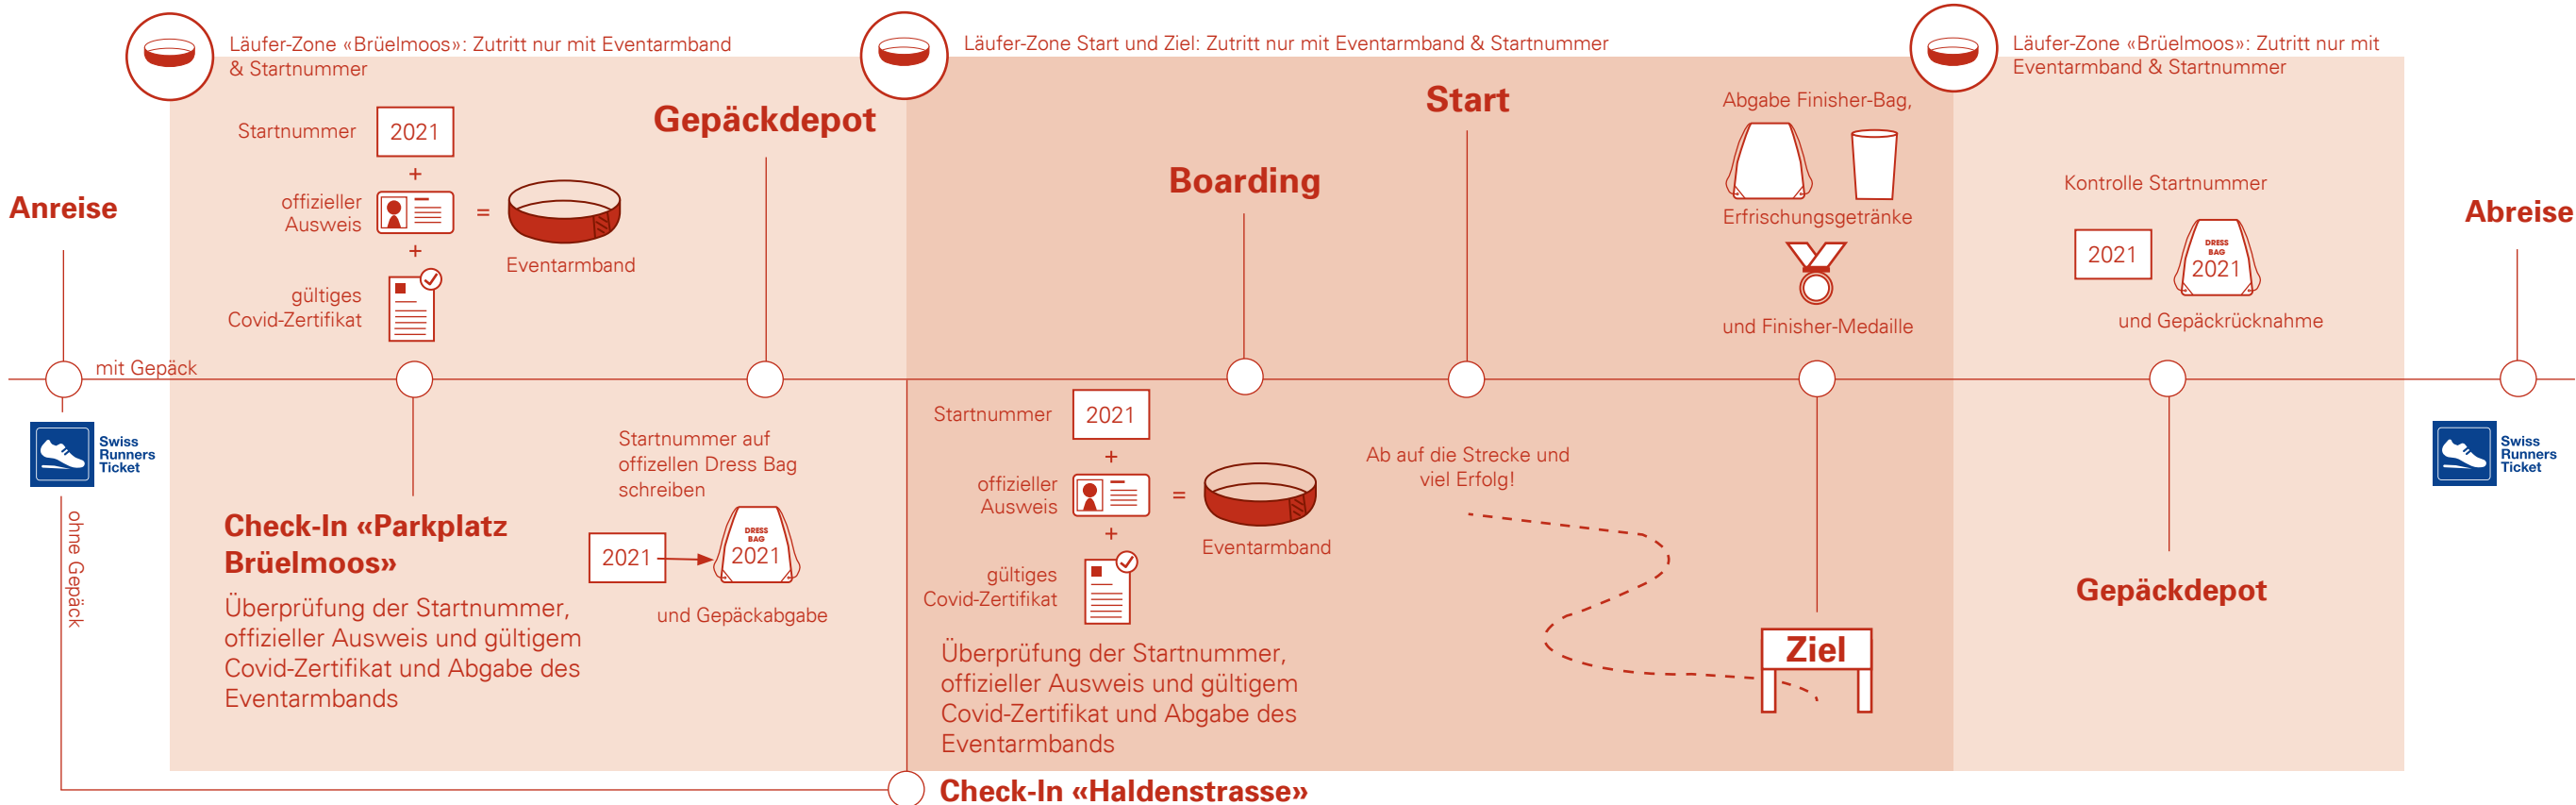 Läufer-Zone «Brüelmoos»: Zutritt nur mit Eventarmband
& Startnummer
Läufer-Zone Start und Ziel: Zutritt nur mit Eventarmband & Startnummer
Läufer-Zone «Brüelmoos»: Zutritt nur mit
Eventarmband & Startnummer
Anreise
mit Gepäck
Swiss
Runners
Ticket
ohne Gepäck
Startnummer
2021
+
offizieller
Ausweis
+
gültiges
Covid-Zertifikat
=
Eventarmband
Check-In «Parkplatz
Brüelmoos»
Überprüfung der Startnummer,
offizieller Ausweis und gültigem
Covid-Zertifikat und Abgabe des
Eventarmbands
Gepäckdepot
Startnummer auf
offizellen Dress Bag
schreiben
2021
DRESS
BAG
2021
und Gepäckabgabe
Startnummer
2021
+
offizieller
Ausweis
+
gültiges
Covid-Zertifikat
=
Eventarmband
Überprüfung der Startnummer,
offizieller Ausweis und gültigem
Covid-Zertifikat und Abgabe des
Eventarmbands
Check-In «Haldenstrasse»
Boarding
Start
Ab auf die Strecke und
viel Erfolg!
Abgabe Finisher-Bag,
Erfrischungsgetränke
und Finisher-Medaille
Ziel
Kontrolle Startnummer
2021
DRESS
BAG
2021
und Gepäckrücknahme
Gepäckdepot
Abreise
Swiss
Runners
Ticket